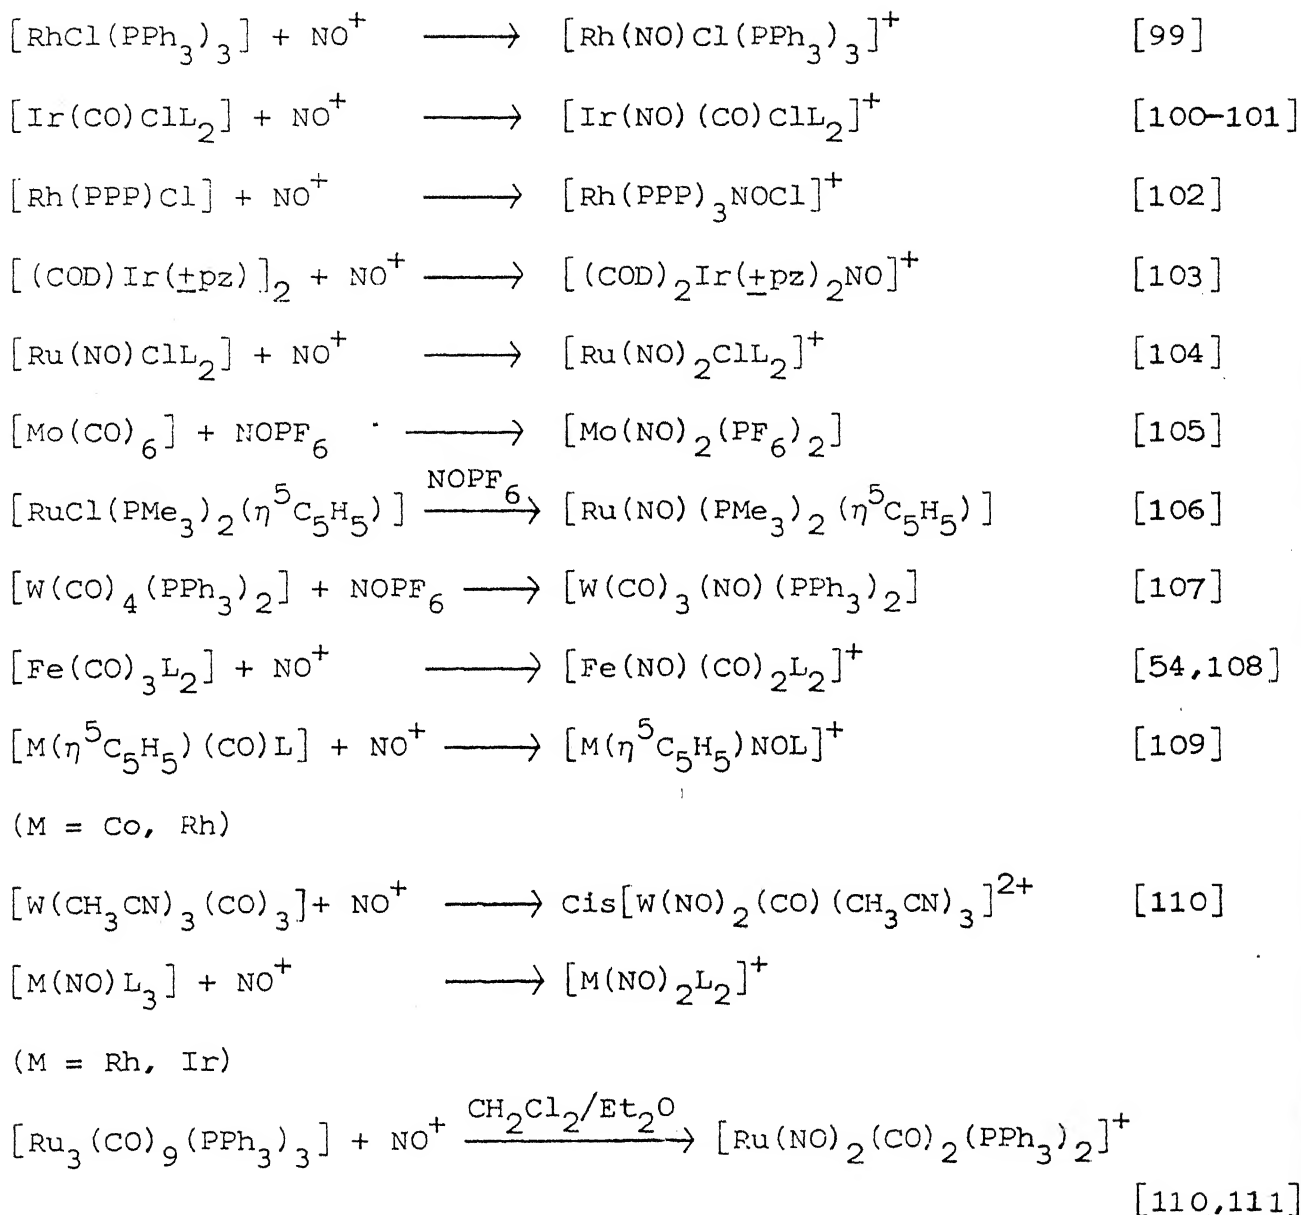 [RhCl(PPh₃)₃] + NO⁺ ⟶ [Rh(NO)Cl(PPh₃)₃]⁺ [99]
[Ir(CO)ClL₂] + NO⁺ ⟶ [Ir(NO)(CO)ClL₂]⁺ [100-101]
[Rh(PPP)Cl] + NO⁺ ⟶ [Rh(PPP)₃NOCl]⁺ [102]
[(COD)Ir(±pz)]₂ + NO⁺ ⟶ [(COD)₂Ir(±pz)₂NO]⁺ [103]
[Ru(NO)ClL₂] + NO⁺ ⟶ [Ru(NO)₂ClL₂]⁺ [104]
[Mo(CO)₆] + NOPF₆ ⟶ [Mo(NO)₂(PF₆)₂] [105]
[RuCl(PMe₃)₂(η⁵C₅H₅)] NOPF₆ ⟶ [Ru(NO)(PMe₃)₂(η⁵C₅H₅)] [106]
[W(CO)₄(PPh₃)₂] + NOPF₆ ⟶ [W(CO)₃(NO)(PPh₃)₂] [107]
[Fe(CO)₃L₂] + NO⁺ ⟶ [Fe(NO)(CO)₂L₂]⁺ [54,108]
[M(η⁵C₅H₅)(CO)L] + NO⁺ ⟶ [M(η⁵C₅H₅)NOL]⁺ [109]
(M = Co, Rh)
[W(CH₃CN)₃(CO)₃]+ NO⁺ ⟶ cis[W(NO)₂(CO)(CH₃CN)₃]²⁺ [110]
[M(NO)L₃] + NO⁺ ⟶ [M(NO)₂L₂]⁺
(M = Rh, Ir)
[Ru₃(CO)₉(PPh₃)₃] + NO⁺ CH₂Cl₂/Et₂O ⟶ [Ru(NO)₂(CO)₂(PPh₃)₂]⁺
[110,111]